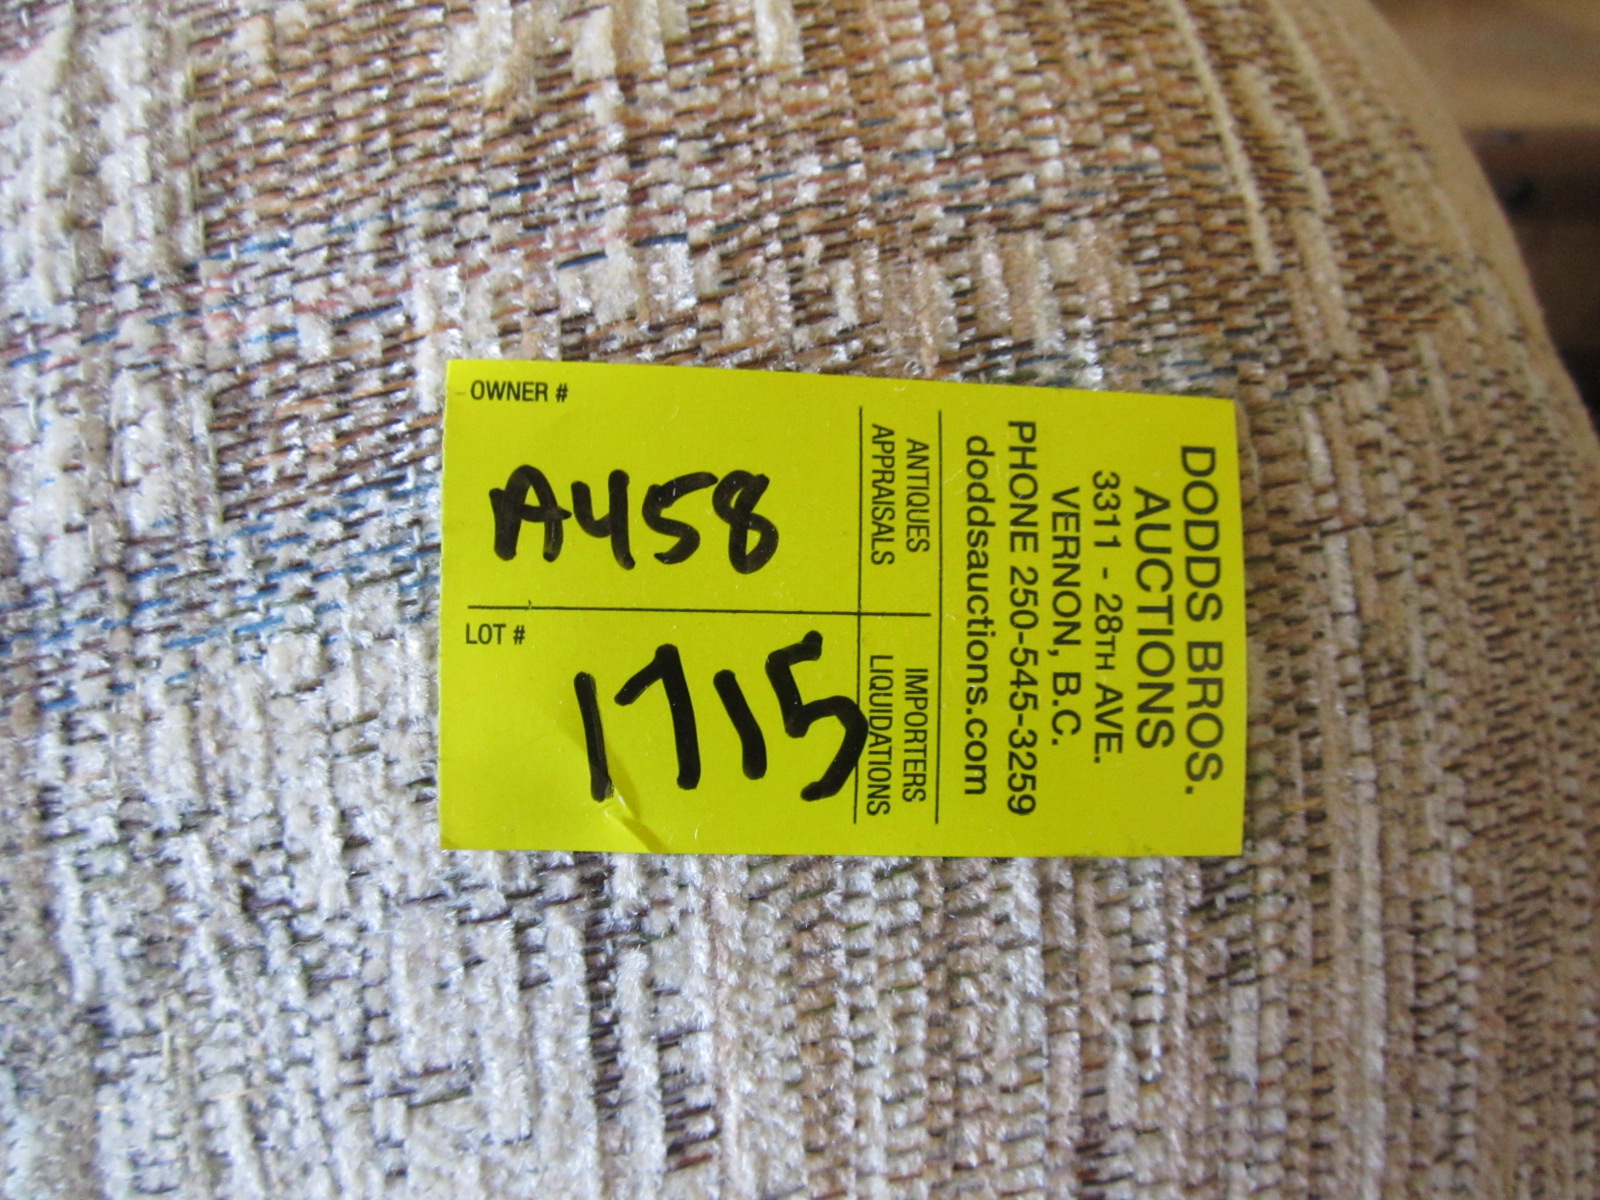 OWNER #
A458
LOT #
1715
DODDS BROS.
AUCTIONS
3311 - 28TH AVE.
VERNON, B.C.
PHONE 250-545-3259
doddsauctions.com
ANTIQUES IMPORTERS
APPRAISALS LIQUIDATIONS